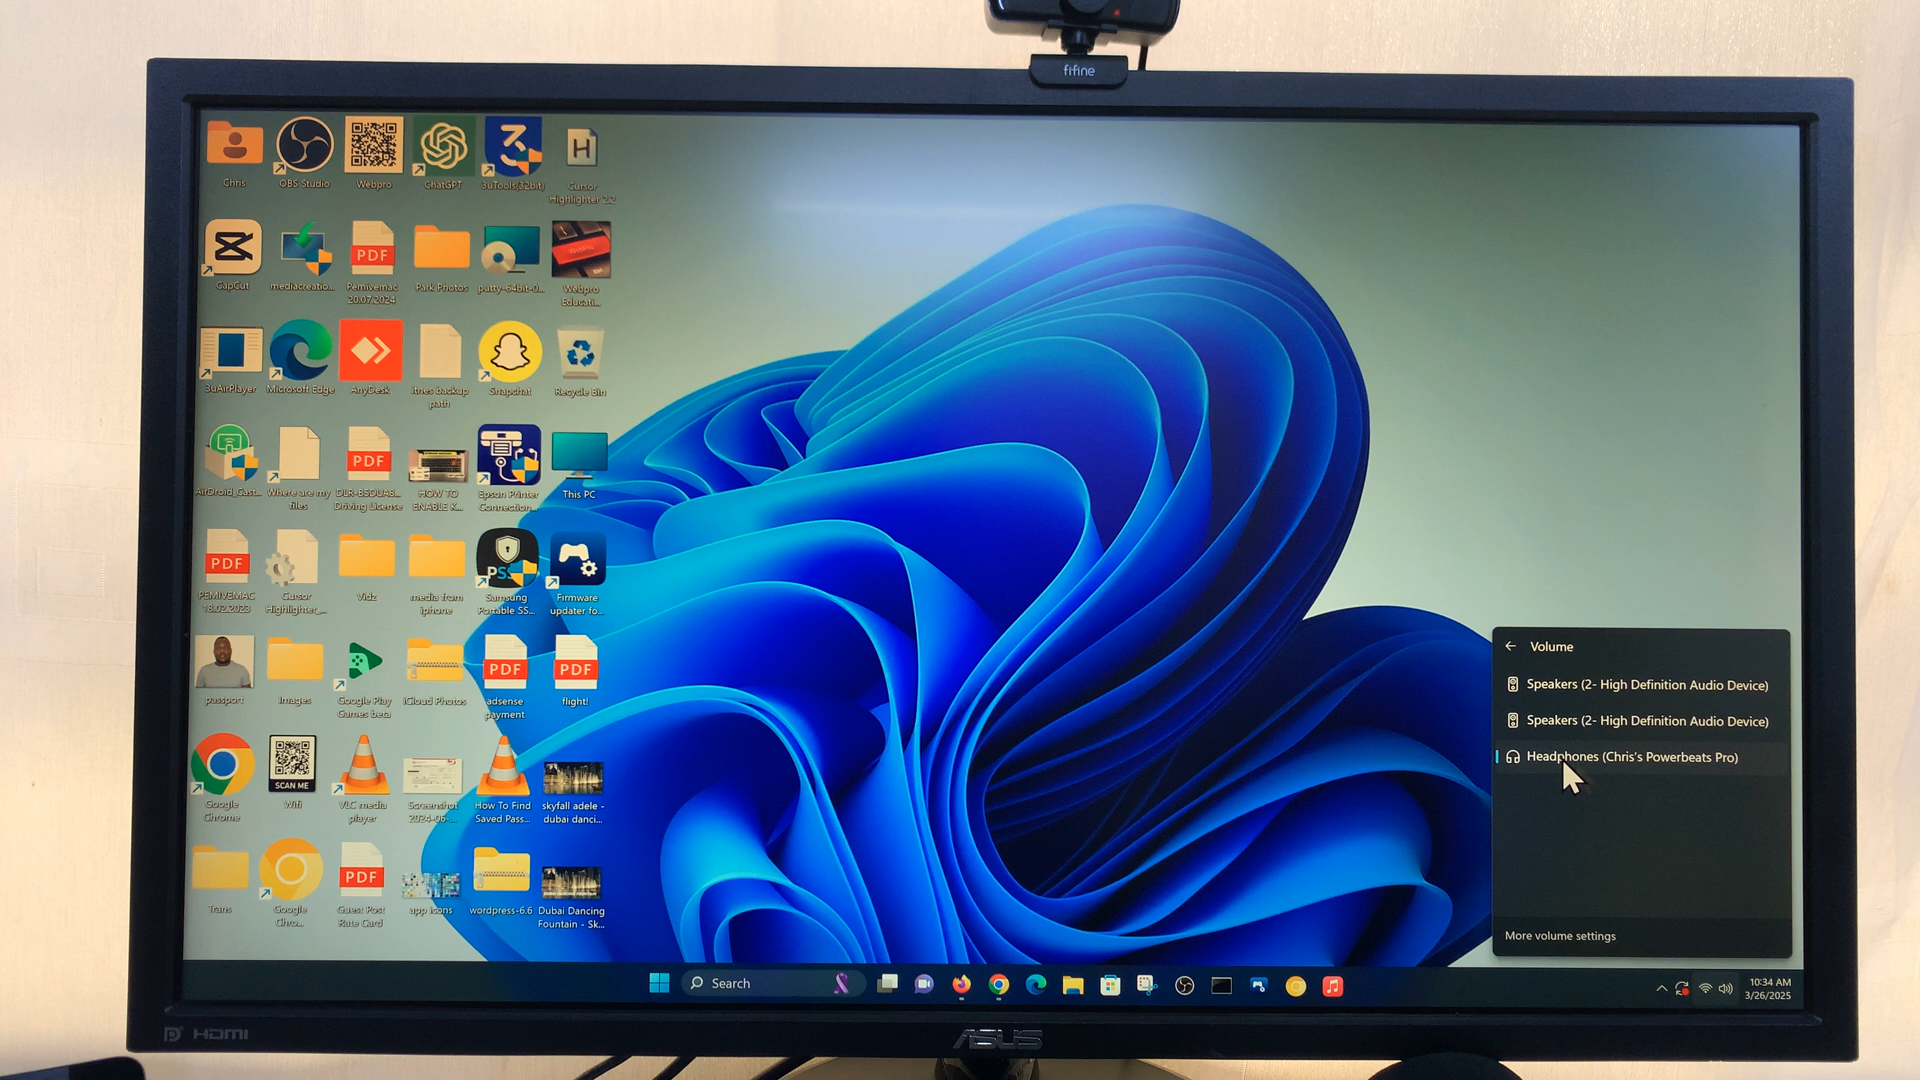 fifine
Chris
OBS Studio
Webpro
ChatGPT
3uTools(32bit)
H
Cursor
Highlighter 2.2
CapCut
mediacreatio...
PDF
Pemivemac
20.07.2024
Park Photos
putty-64bit-0...
Webpro
Educati...
3uAirPlayer
Microsoft Edge
AnyDesk
itnes backup
path
Snapchat
Recycle Bin
AirDroid_Cast...
Where are my
files
PDF
DLR-BSDUAB...
Driving License
HOW TO
ENABLE K...
Epson Printer
Connection...
This PC
PDF
PEMIVEMAC
18.02.2023
Cursor
Highlighter_...
Vidz
media from
iphone
Samsung
Portable SS...
Firmware
updater fo...
passport
Images
Google Play
Games beta
iCloud Photos
PDF
adsense
payment
PDF
flight!
Google
Chrome
SCAN ME
Wifi
VLC media
player
Screenshot
2024-06-...
How To Find
Saved Pass...
skyfall adele -
dubai danci...
Trans
Google
Chro...
PDF
Guest Post
Rate Card
app icons
wordpress-6.6
Dubai Dancing
Fountain - Sk...
Volume
Speakers (2- High Definition Audio Device)
Speakers (2- High Definition Audio Device)
Headphones (Chris's Powerbeats Pro)
More volume settings
Search
10:34 AM
3/26/2025
HDMI
ASUS